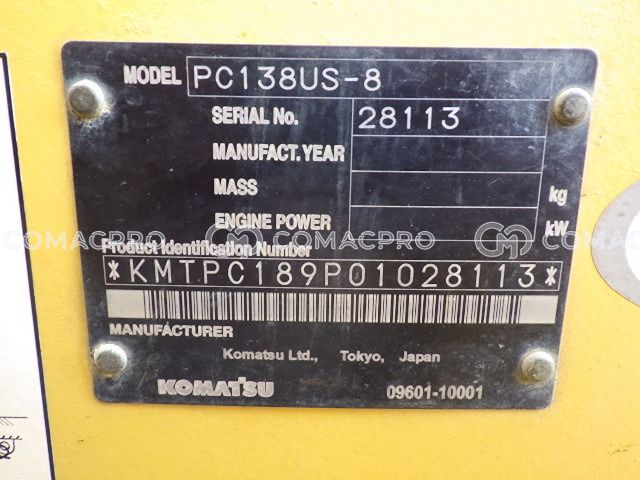 MODEL PC138US-8
SERIAL No. 28113
MANUFACT. YEAR
MASS kg
ENGINE POWER kW
COMACPRO COMACPRO COMACPRO
Product Identification Number
*KMTPC189P01028113*
MANUFACTURER
Komatsu Ltd., Tokyo, Japan
KOMATSU 09601-10001